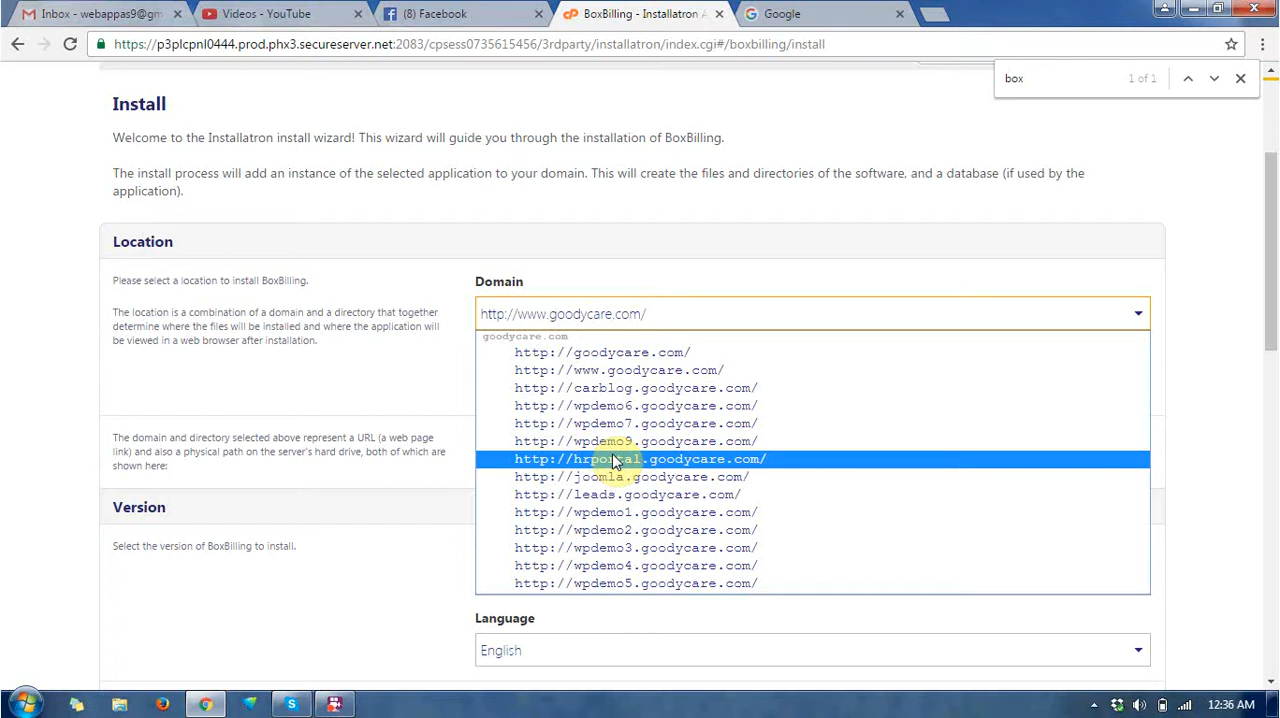 Inbox - webappas9@gm
Videos - YouTube
(8) Facebook
BoxBilling - Installatron A
Google
https://p3plcpnl0444.prod.phx3.secureserver.net:2083/cpsess0735615456/3rdparty/installatron/index.cgi#/boxbilling/install
box
1 of 1
Install
Welcome to the Installatron install wizard! This wizard will guide you through the installation of BoxBilling.
The install process will add an instance of the selected application to your domain. This will create the files and directories of the software, and a database (if used by the
application).
Location
Please select a location to install BoxBilling.
The location is a combination of a domain and a directory that together
determine where the files will be installed and where the application will
be viewed in a web browser after installation.
Domain
http://www.goodycare.com/
goodycare.com
http://goodycare.com/
http://www.goodycare.com/
http://carblog.goodycare.com/
http://wpdemo6.goodycare.com/
http://wpdemo7.goodycare.com/
http://wpdemo9.goodycare.com/
http://hrportal.goodycare.com/
http://joomla.goodycare.com/
http://leads.goodycare.com/
http://wpdemo1.goodycare.com/
http://wpdemo2.goodycare.com/
http://wpdemo3.goodycare.com/
http://wpdemo4.goodycare.com/
http://wpdemo5.goodycare.com/
The domain and directory selected above represent a URL (a web page
link) and also a physical path on the server's hard drive, both of which are
shown here:
Version
Select the version of BoxBilling to install.
Language
English
12:36 AM